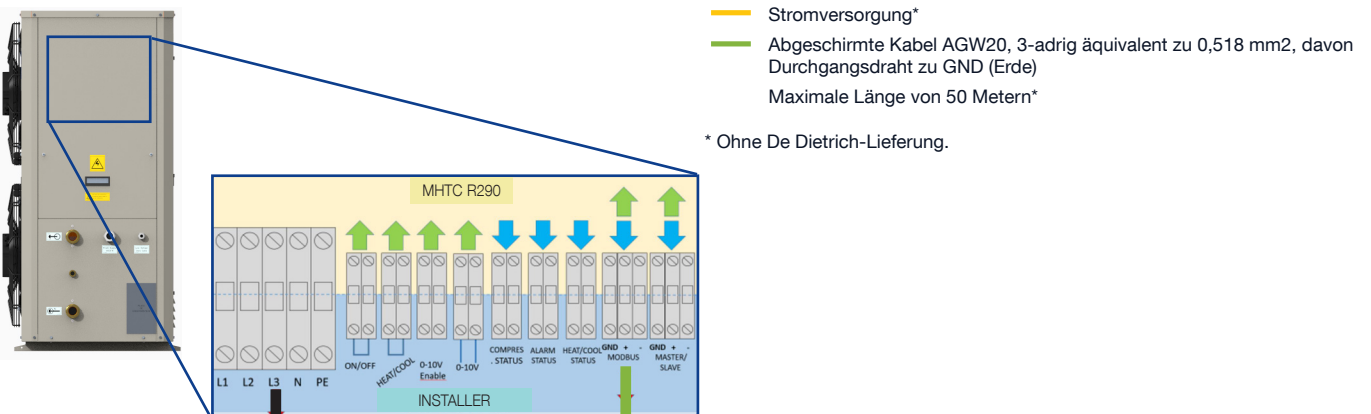 Stromversorgung*
Abgeschirmte Kabel AGW20, 3-adrig äquivalent zu 0,518 mm2, davon
Durchgangsdraht zu GND (Erde)
Maximale Länge von 50 Metern*
* Ohne De Dietrich-Lieferung.
MHTC R290
L1 L2 L3 N PE
ON/OFF
HEAT/COOL
0-10V
Enable
0-10V
COMPRES
. STATUS
ALARM
STATUS
HEAT/COOL
STATUS
GND + -
MODBUS
GND + -
MASTER/
SLAVE
INSTALLER